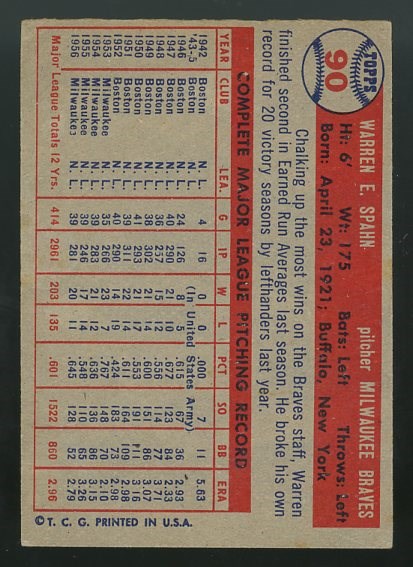 TOPPS
90
WARREN E. SPAHN pitcher MILWAUKEE BRAVES
Ht: 6' Wt: 175 Bats: Left Throws: Left
Born: April 23, 1921; Buffalo, New York
Chalking up the most wins on the Braves staff, Warren
finished second in Earned Run Averages last season. He broke his own
record for 20 victory seasons by lefthanders last year.
COMPLETE MAJOR LEAGUE PITCHING RECORD
YEAR CLUB LEA. G IP W L PCT SO BB ERA
1942 Boston N. L. 4 16 0 0 .000 7 11 5.63
'43-5 Boston N. L. (In United States Army)
1946 Boston N. L. 24 126 8 5 .615 67 36 2.93
1947 Boston N. L. 40 290 21 10 .677 123 84 2.33
1948 Boston N. L. 36 257 15 12 .556 114 77 3.71
1949 Boston N. L. 38 302 21 14 .600 151 86 3.07
1950 Boston N. L. 41 293 21 17 .553 191 111 3.16
1951 Boston N. L. 39 311 22 14 .611 164 109 2.98
1952 Boston N. L. 40 290 14 19 .424 183 73 2.98
1953 Milwaukee N. L. 35 266 23 7 .767 148 70 2.10
1954 Milwaukee N. L. 39 283 21 12 .636 136 86 3.15
1955 Milwaukee N. L. 39 246 17 14 .548 110 65 3.26
1956 Milwaukee N. L. 39 281 20 11 .645 128 52 2.79
Major League Totals 12 Yrs. 414 2961 203 135 .601 1522 860 2.96
© T. C. G. PRINTED IN U.S.A.